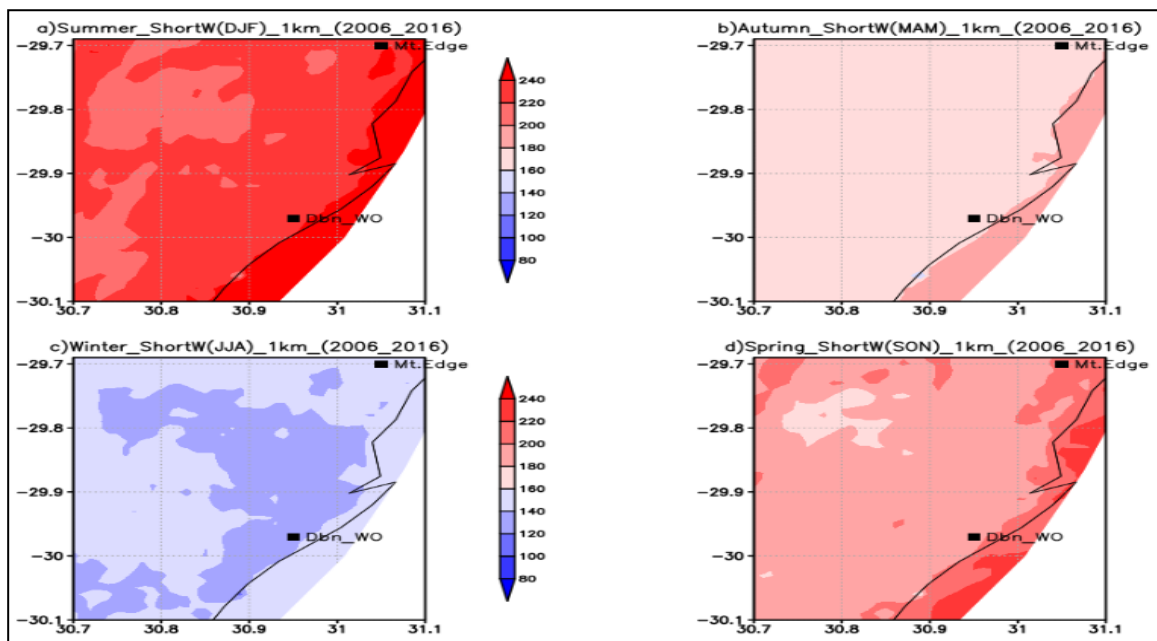 a)Summer_ShortW(DJF)_1km_(2006_2016)
-29.7
-29.8
-29.9
-30
-30.1
30.7 30.8 30.9 31 31.1
Mt.Edge
Dbn_WO
240
220
200
180
160
140
120
100
80
b)Autumn_ShortW(MAM)_1km_(2006_2016)
-29.7
-29.8
-29.9
-30
-30.1
30.7 30.8 30.9 31 31.1
Mt.Edge
Dbn_WO
c)Winter_ShortW(JJA)_1km_(2006_2016)
-29.7
-29.8
-29.9
-30
-30.1
30.7 30.8 30.9 31 31.1
Mt.Edge
Dbn_WO
240
220
200
180
160
140
120
100
80
d)Spring_ShortW(SON)_1km_(2006_2016)
-29.7
-29.8
-29.9
-30
-30.1
30.7 30.8 30.9 31 31.1
Mt.Edge
Dbn_WO